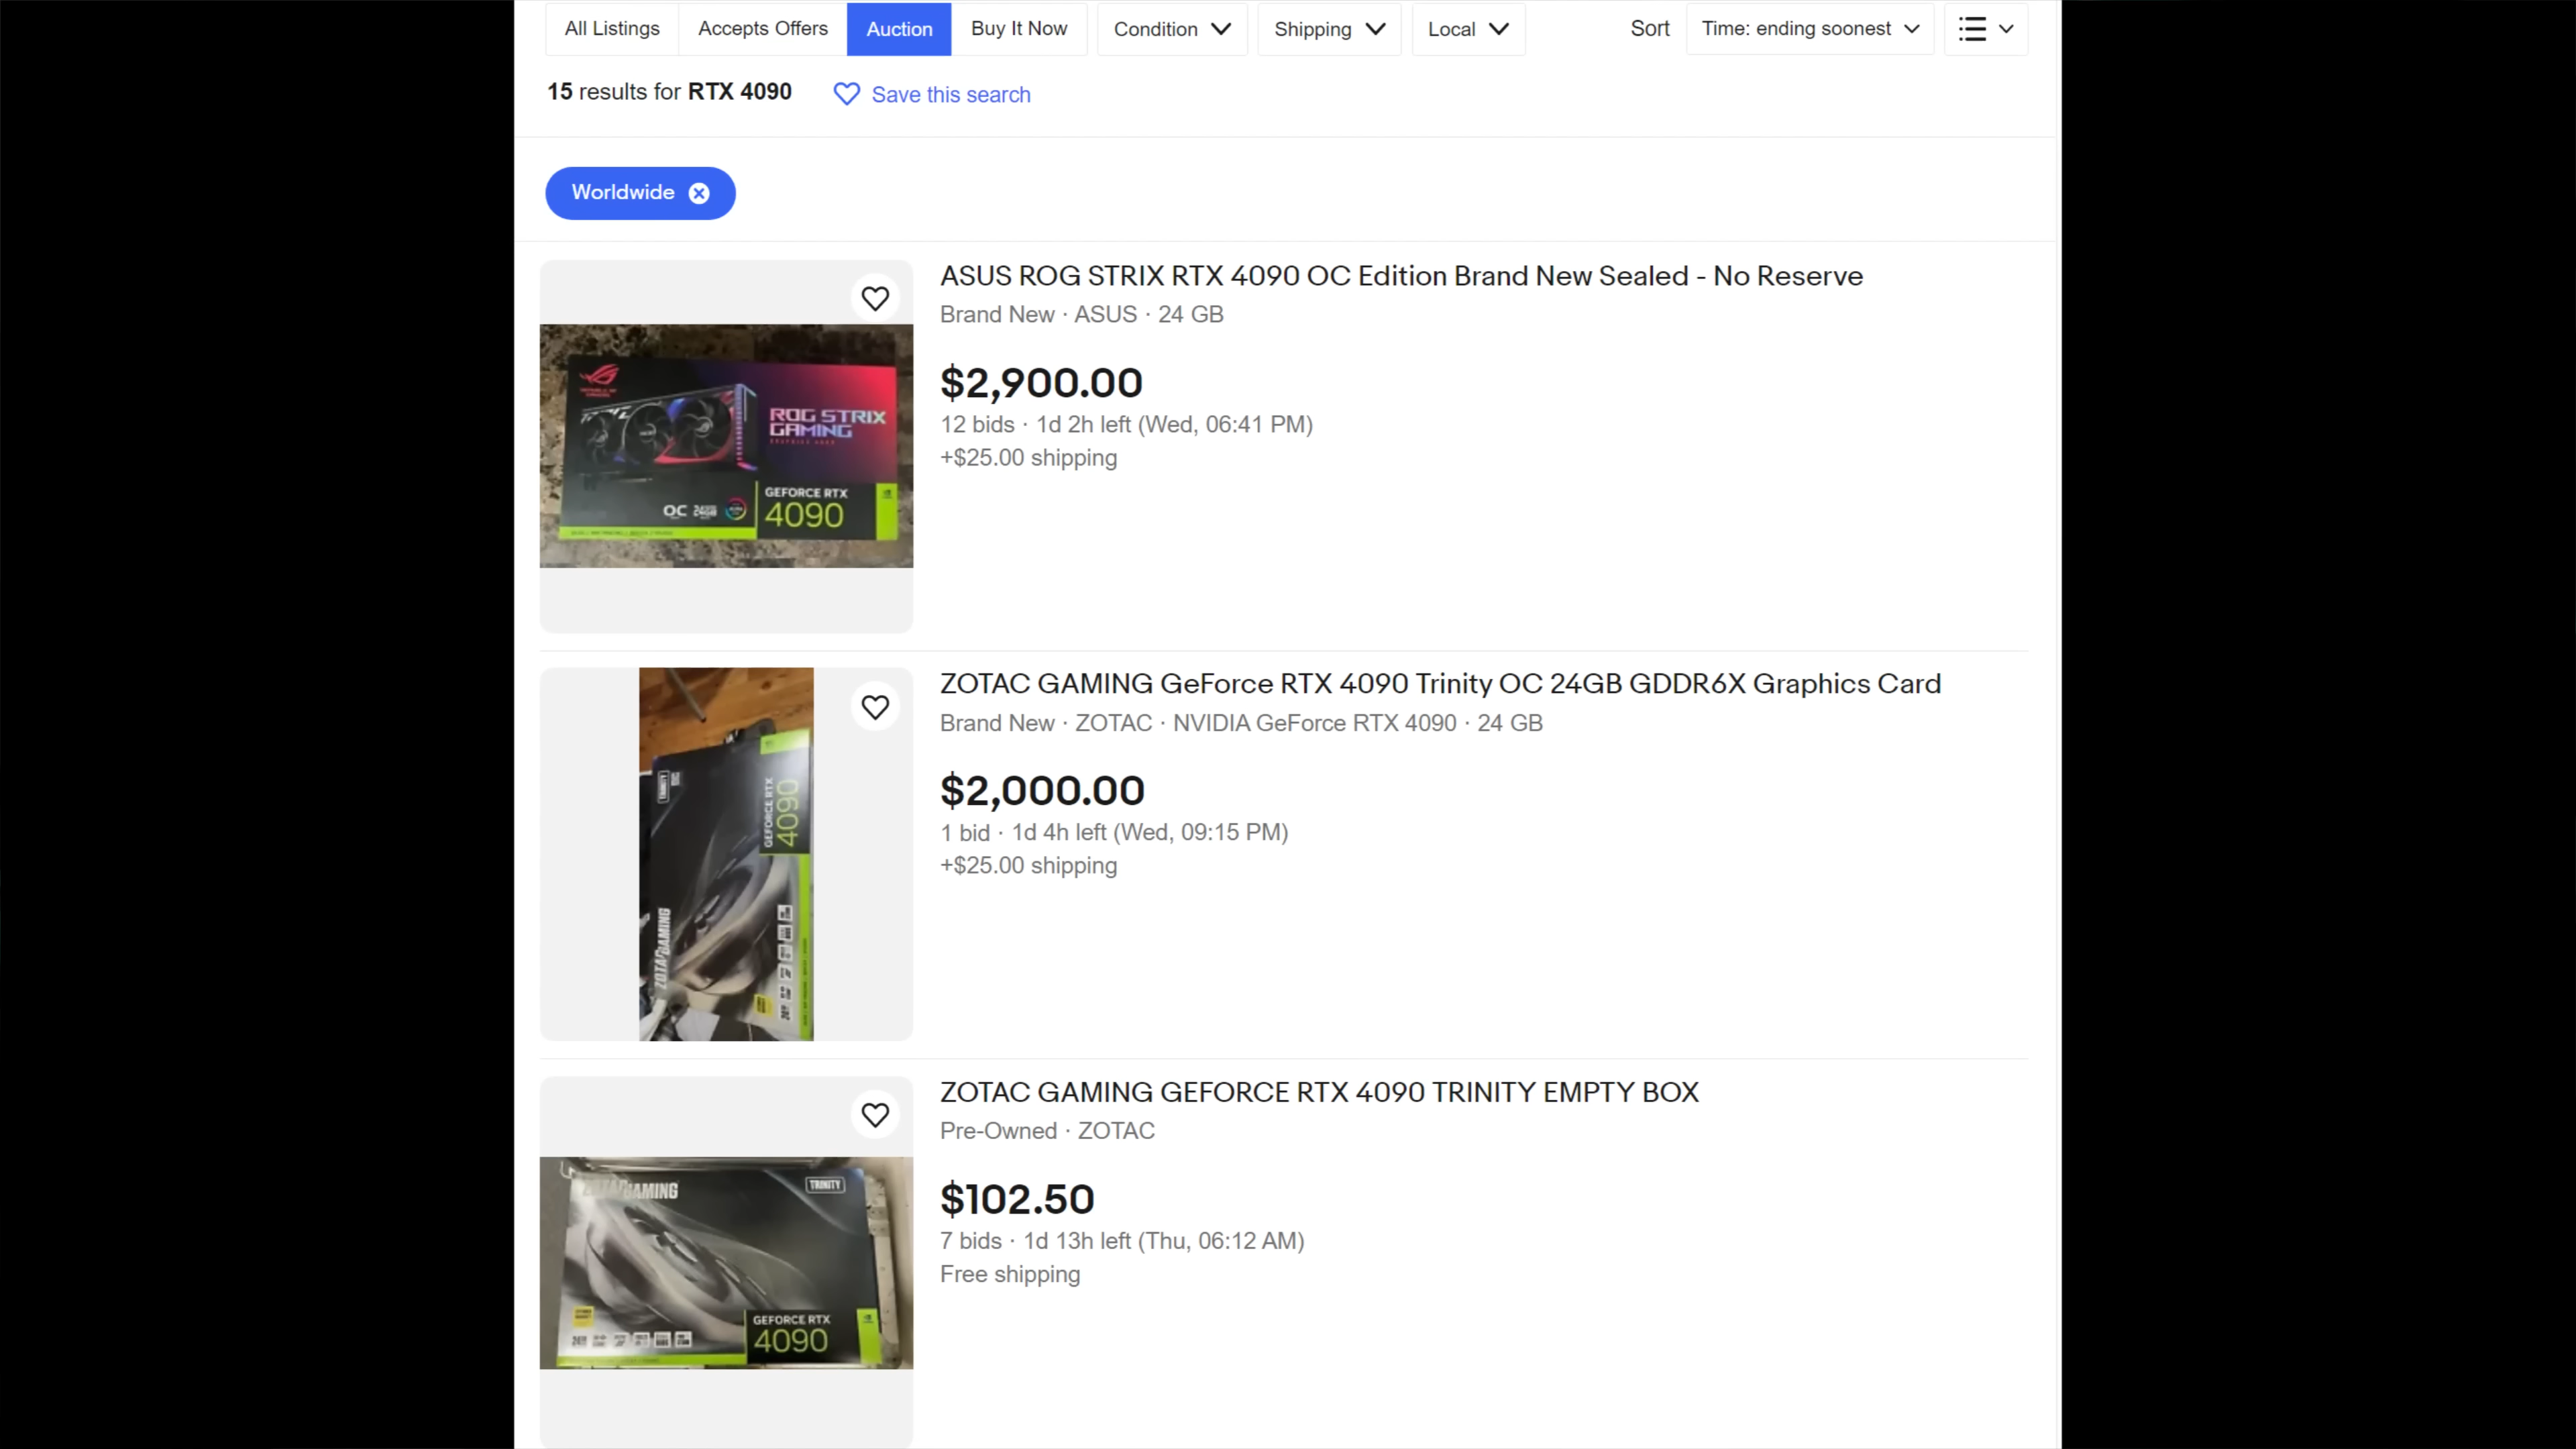 All Listings
Accepts Offers
Auction
Buy It Now
Condition
Shipping
Local
Sort
Time: ending soonest
15 results for RTX 4090
Save this search
Worldwide
ASUS ROG STRIX RTX 4090 OC Edition Brand New Sealed - No Reserve
Brand New · ASUS · 24 GB
$2,900.00
12 bids · 1d 2h left (Wed, 06:41 PM)
+$25.00 shipping
ROG STRIX
GAMING
GEFORCE RTX
4090
OC
ZOTAC GAMING GeForce RTX 4090 Trinity OC 24GB GDDR6X Graphics Card
Brand New · ZOTAC · NVIDIA GeForce RTX 4090 · 24 GB
$2,000.00
1 bid · 1d 4h left (Wed, 09:15 PM)
+$25.00 shipping
TRINITY
GEFORCE RTX
4090
ZOTAC GAMING
ZOTAC GAMING GEFORCE RTX 4090 TRINITY EMPTY BOX
Pre-Owned · ZOTAC
$102.50
7 bids · 1d 13h left (Thu, 06:12 AM)
Free shipping
ZOTAC GAMING
TRINITY
GEFORCE RTX
4090